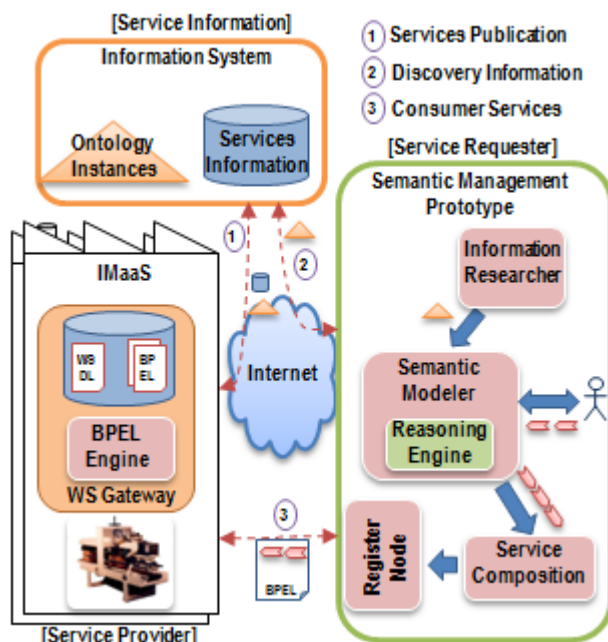 [Service Information]
Information System
Ontology
Instances
Services
Information
1 Services Publication
2 Discovery Information
3 Consumer Services
[Service Requester]
Semantic Management
Prototype
Information
Researcher
1
2
IMaaS
WS
DL
BP
EL
BPEL
Engine
WS Gateway
Internet
Semantic
Modeler
Reasoning
Engine
3
BPEL
Register
Node
Service
Composition
[Service Provider]